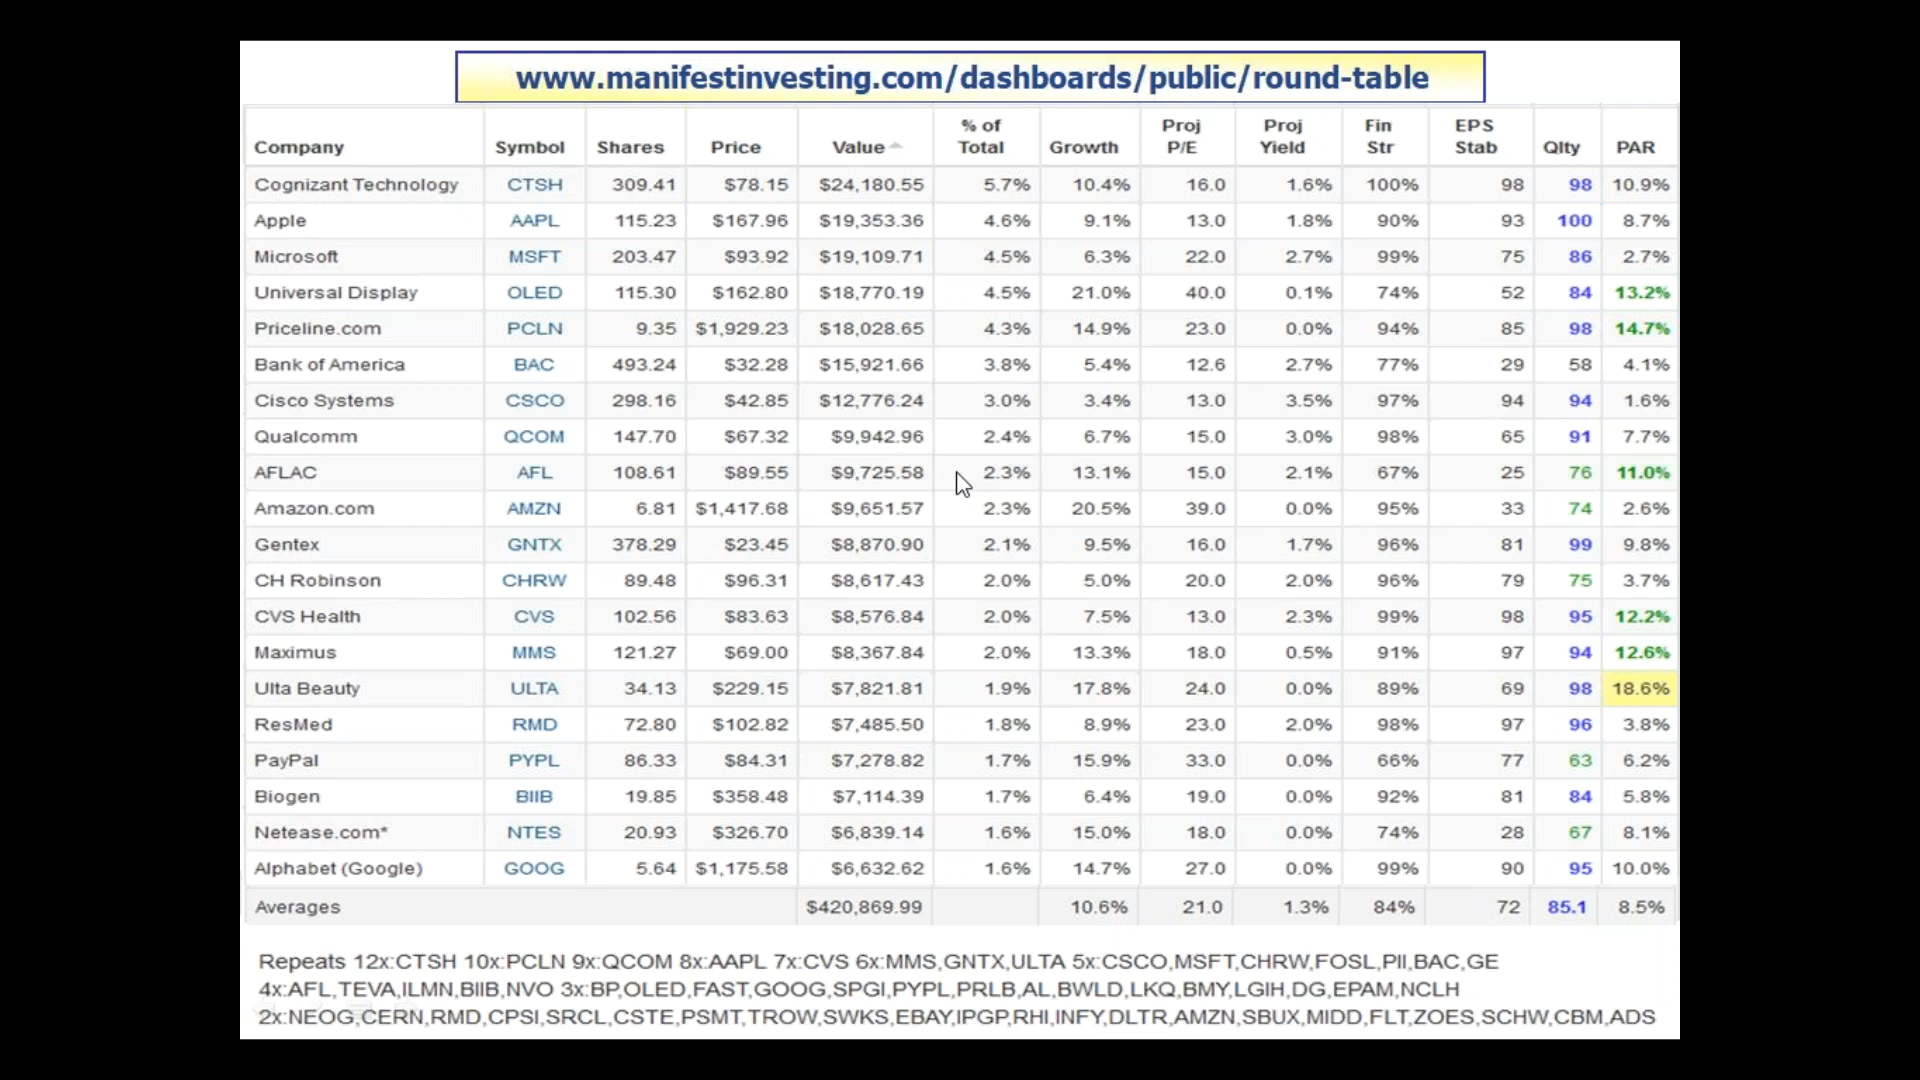 www.manifestinvesting.com/dashboards/public/round-table
Company Symbol Shares Price Value % of Total Growth Proj P/E Proj Yield Fin Str EPS Stab Qlty PAR
Cognizant Technology CTSH 309.41 $78.15 $24,180.55 5.7% 10.4% 16.0 1.6% 100% 98 98 10.9%
Apple AAPL 115.23 $167.96 $19,353.36 4.6% 9.1% 13.0 1.8% 90% 93 100 8.7%
Microsoft MSFT 203.47 $93.92 $19,109.71 4.5% 6.3% 22.0 2.7% 99% 75 86 2.7%
Universal Display OLED 115.30 $162.80 $18,770.19 4.5% 21.0% 40.0 0.1% 74% 52 84 13.2%
Priceline.com PCLN 9.35 $1,929.23 $18,028.65 4.3% 14.9% 23.0 0.0% 94% 85 98 14.7%
Bank of America BAC 493.24 $32.28 $15,921.66 3.8% 5.4% 12.6 2.7% 77% 29 58 4.1%
Cisco Systems CSCO 298.16 $42.85 $12,776.24 3.0% 3.4% 13.0 3.5% 97% 94 94 1.6%
Qualcomm QCOM 147.70 $67.32 $9,942.96 2.4% 6.7% 15.0 3.0% 98% 65 91 7.7%
AFLAC AFL 108.61 $89.55 $9,725.58 2.3% 13.1% 15.0 2.1% 67% 25 76 11.0%
Amazon.com AMZN 6.81 $1,417.68 $9,651.57 2.3% 20.5% 39.0 0.0% 95% 33 74 2.6%
Gentex GNTX 378.29 $23.45 $8,870.90 2.1% 9.5% 16.0 1.7% 96% 81 99 9.8%
CH Robinson CHRW 89.48 $96.31 $8,617.43 2.0% 5.0% 20.0 2.0% 96% 79 75 3.7%
CVS Health CVS 102.56 $83.63 $8,576.84 2.0% 7.5% 13.0 2.3% 99% 98 95 12.2%
Maximus MMS 121.27 $69.00 $8,367.84 2.0% 13.3% 18.0 0.5% 91% 97 94 12.6%
Ulta Beauty ULTA 34.13 $229.15 $7,821.81 1.9% 17.8% 24.0 0.0% 89% 69 98 18.6%
ResMed RMD 72.80 $102.82 $7,485.50 1.8% 8.9% 23.0 2.0% 98% 97 96 3.8%
PayPal PYPL 86.33 $84.31 $7,278.82 1.7% 15.9% 33.0 0.0% 66% 77 63 6.2%
Biogen BIIB 19.85 $358.48 $7,114.39 1.7% 6.4% 19.0 0.0% 92% 81 84 5.8%
Netease.com* NTES 20.93 $326.70 $6,839.14 1.6% 15.0% 18.0 0.0% 74% 28 67 8.1%
Alphabet (Google) GOOG 5.64 $1,175.58 $6,632.62 1.6% 14.7% 27.0 0.0% 99% 90 95 10.0%
Averages $420,869.99 10.6% 21.0 1.3% 84% 72 85.1 8.5%
Repeats 12x:CTSH 10x:PCLN 9x:QCOM 8x:AAPL 7x:CVS 6x:MMS,GNTX,ULTA 5x:CSCO,MSFT,CHRW,FOSL,PII,BAC,GE
4x:AFL,TEVA,ILMN,BIIB,NVO 3x:BP,OLED,FAST,GOOG,SPGI,PYPL,PRLB,AL,BWLD,LKQ,BMY,LGIH,DG,EPAM,NCLH
2x:NEOG,CERN,RMD,CPSI,SRCL,CSTE,PSMT,TROW,SWKS,EBAY,IPGP,RHI,INFY,DLTR,AMZN,SBUX,MIDD,FLT,ZOES,SCHW,CBM,ADS